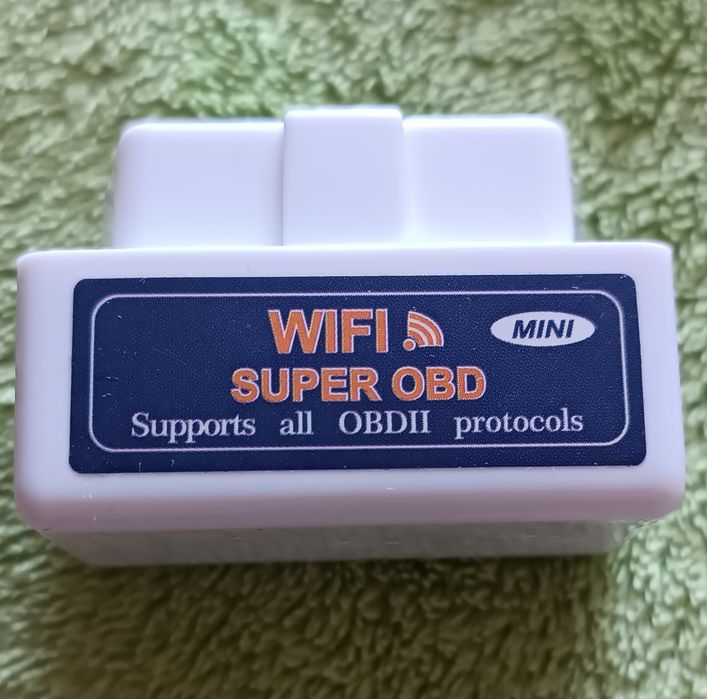 WIFI
MINI
SUPER OBD
Supports all OBDII protocols